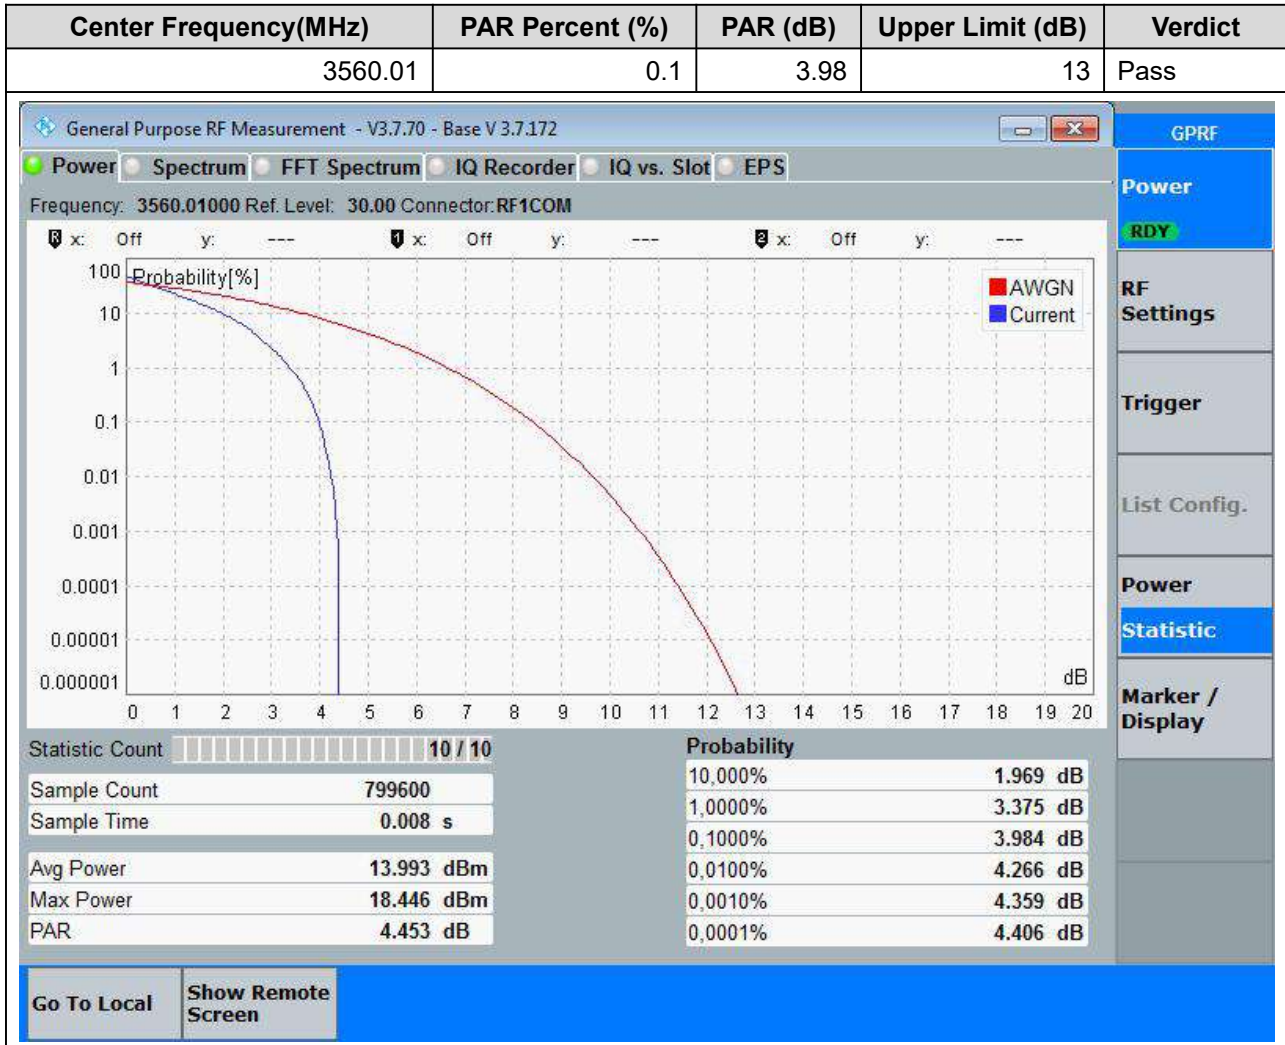 Center Frequency(MHz) PAR Percent (%) PAR (dB) Upper Limit (dB) Verdict
3560.01 0.1 3.98 13 Pass
General Purpose RF Measurement - V3.7.70 - Base V 3.7.172
GPRF
Power Spectrum FFT Spectrum IQ Recorder IQ vs. Slot EPS
Frequency: 3560.01000 Ref. Level: 30.00 Connector:RF1COM
R x: Off y: --- 1 x: Off y: --- 2 x: Off y: ---
Probability[%]
AWGN
Current
100
10
1
0.1
0.01
0.001
0.0001
0.00001
0.000001
dB
0 1 2 3 4 5 6 7 8 9 10 11 12 13 14 15 16 17 18 19 20
Statistic Count 10 / 10
Sample Count 799600
Sample Time 0.008 s
Avg Power 13.993 dBm
Max Power 18.446 dBm
PAR 4.453 dB
Probability
10,000% 1.969 dB
1,0000% 3.375 dB
0,1000% 3.984 dB
0,0100% 4.266 dB
0,0010% 4.359 dB
0,0001% 4.406 dB
Power
RDY
RF
Settings
Trigger
List Config.
Power
Statistic
Marker /
Display
Go To Local
Show Remote
Screen